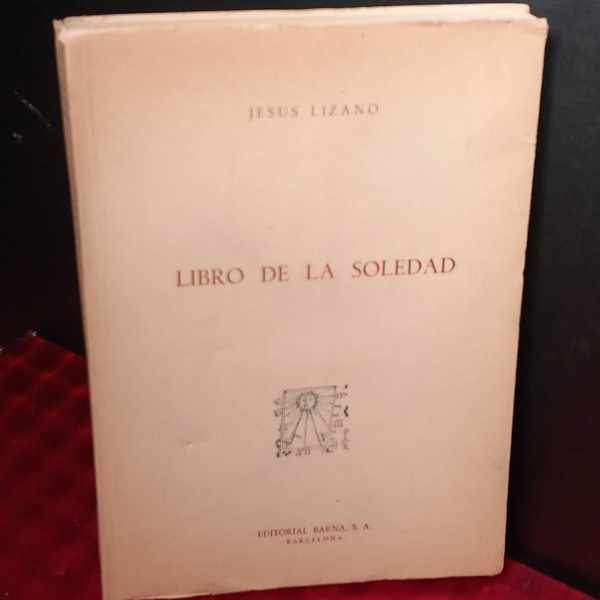 JESUS LIZANO
LIBRO DE LA SOLEDAD
EDITORIAL BARNA, S. A.
BARCELONA